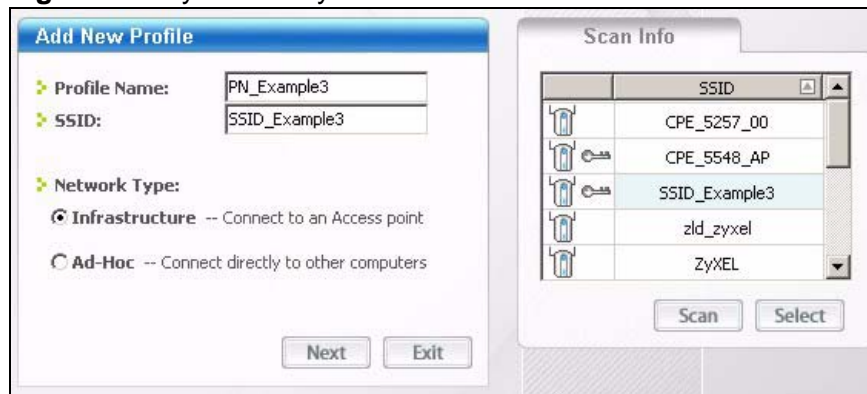 Add New Profile
Profile Name: PN_Example3
SSID: SSID_Example3
Network Type:
Infrastructure -- Connect to an Access point
Ad-Hoc -- Connect directly to other computers
Next Exit
Scan Info
SSID
CPE_5257_00
CPE_5548_AP
SSID_Example3
zld_zyxel
ZyXEL
Scan Select